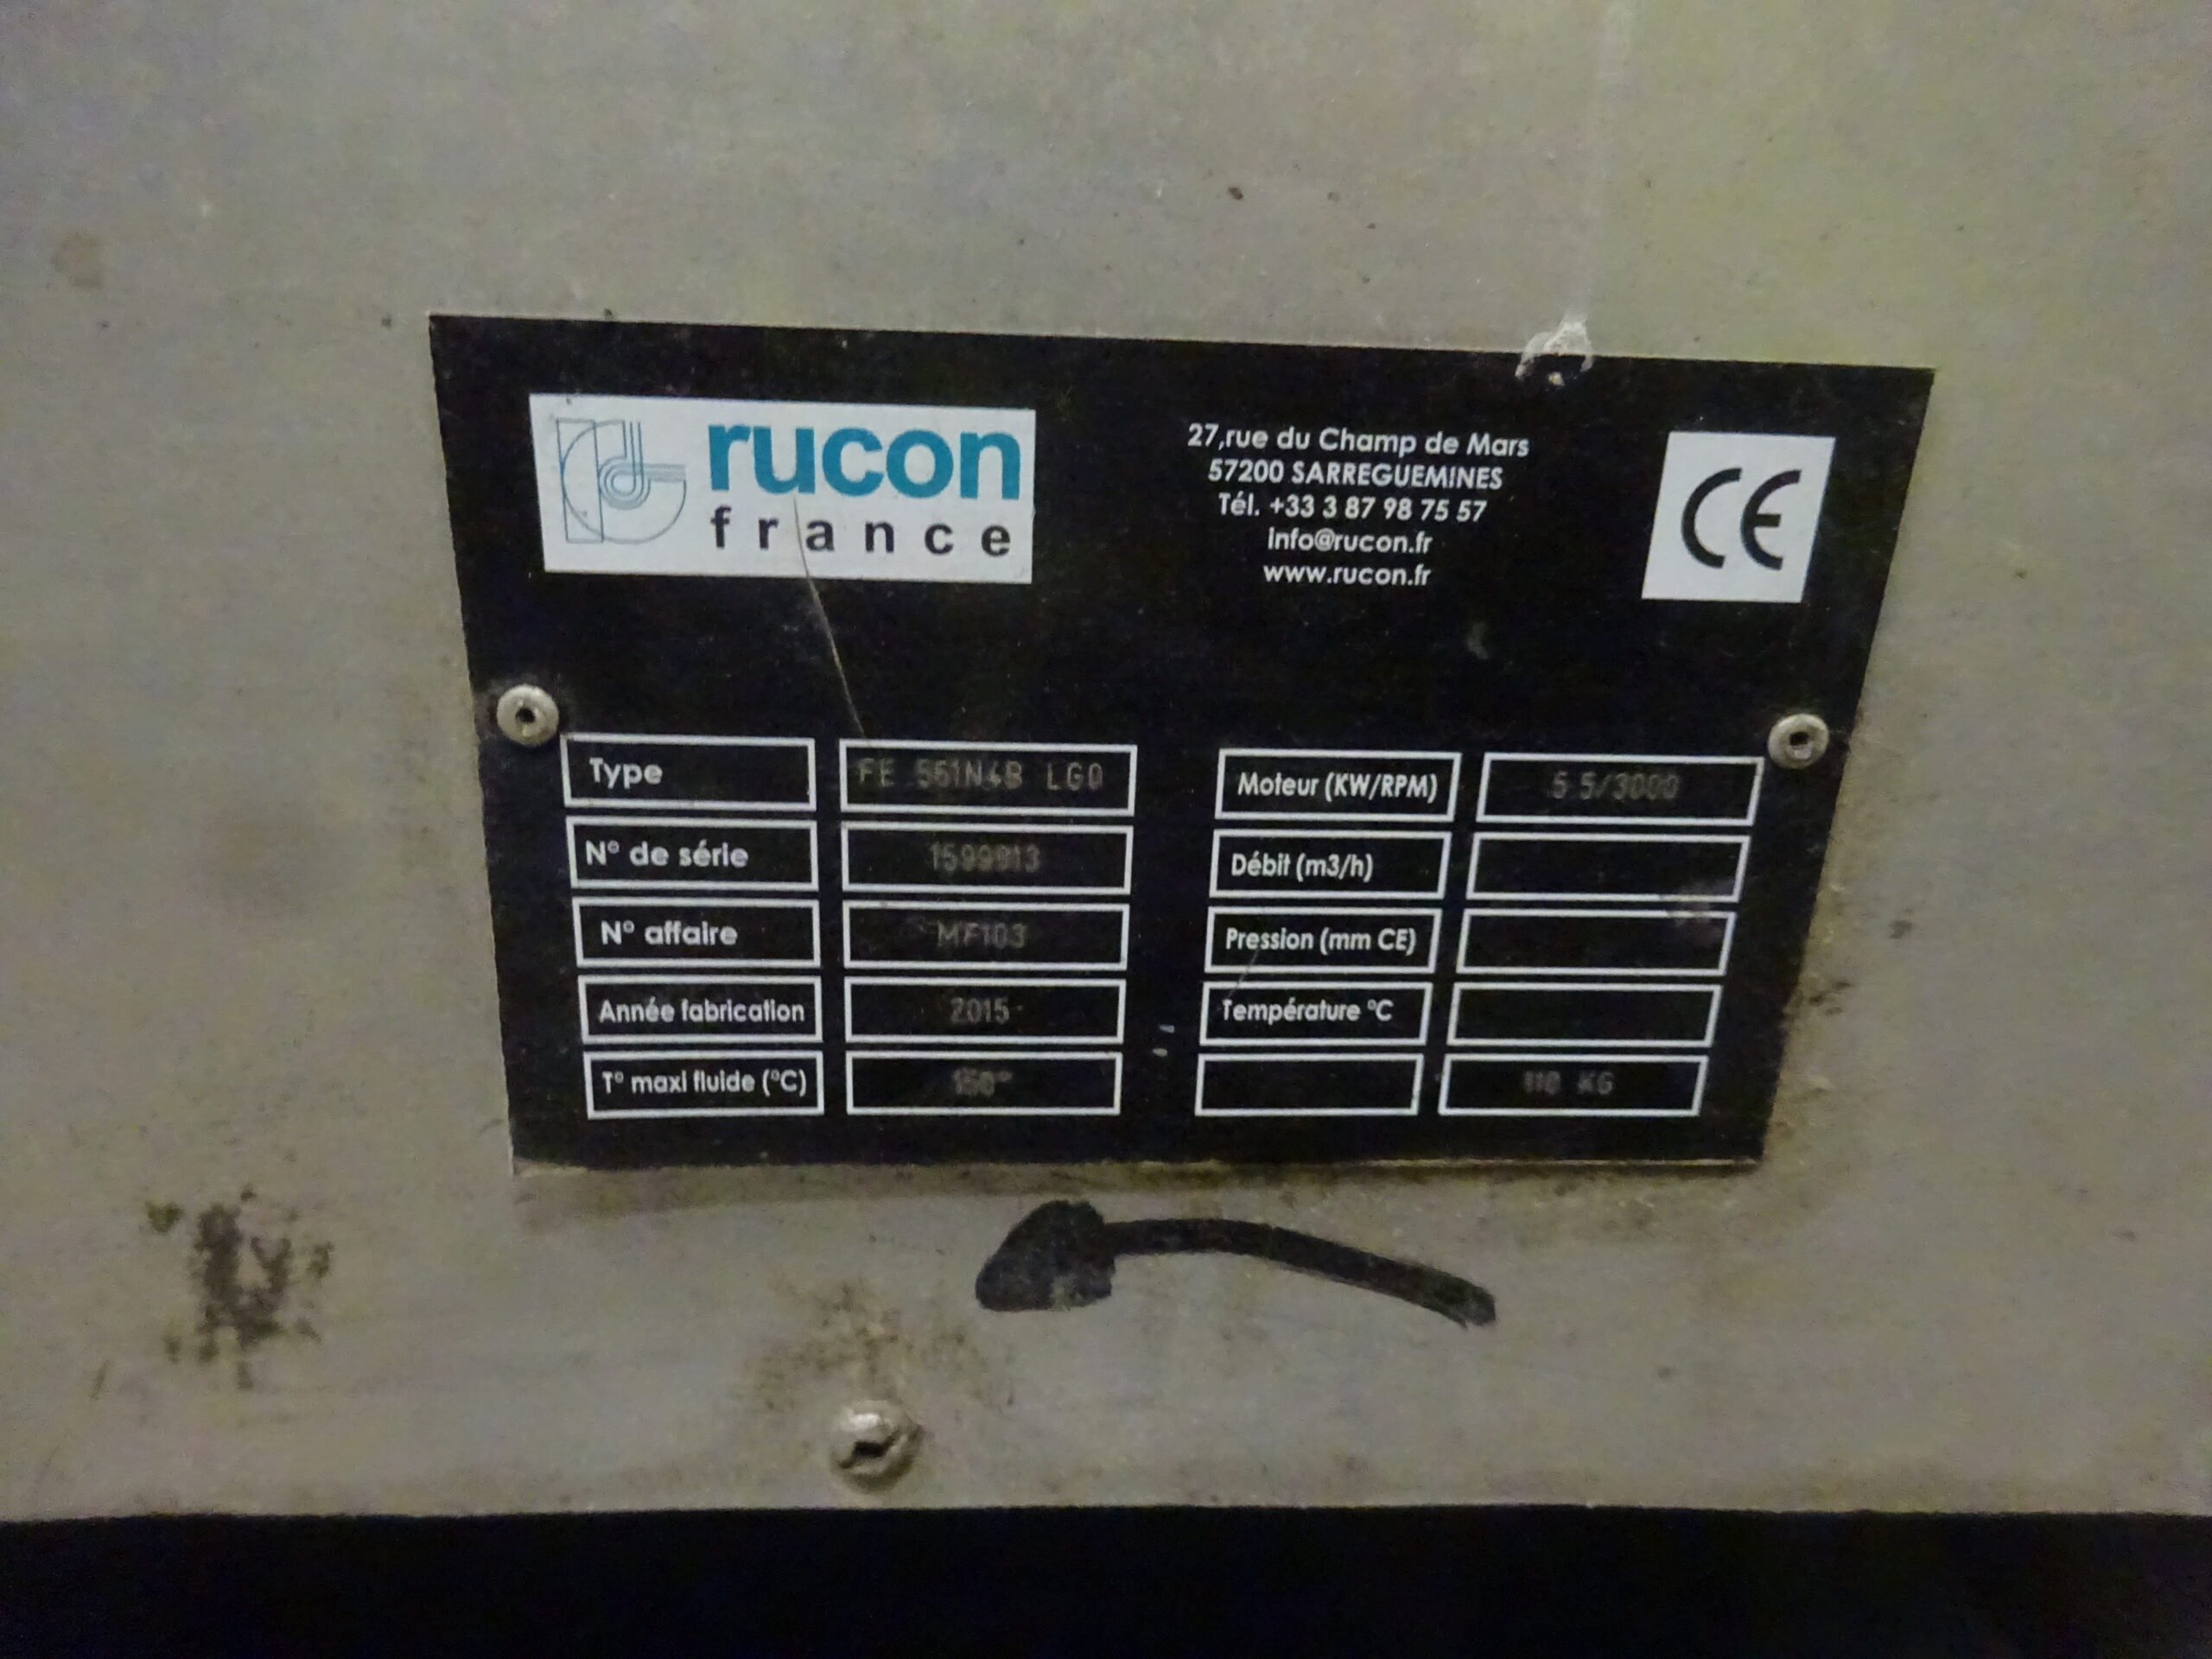 rucon
france
27,rue du Champ de Mars
57200 SARREGUEMINES
Tél. +33 3 87 98 75 57
info@rucon.fr
www.rucon.fr
CE
Type FE 561N4B LG0
N° de série
N° affaire MF103
Année fabrication 2015
T° maxi fluide (°C)
Moteur (KW/RPM) 5 5/3000
Débit (m3/h)
Pression (mm CE)
Température °C
110 KG